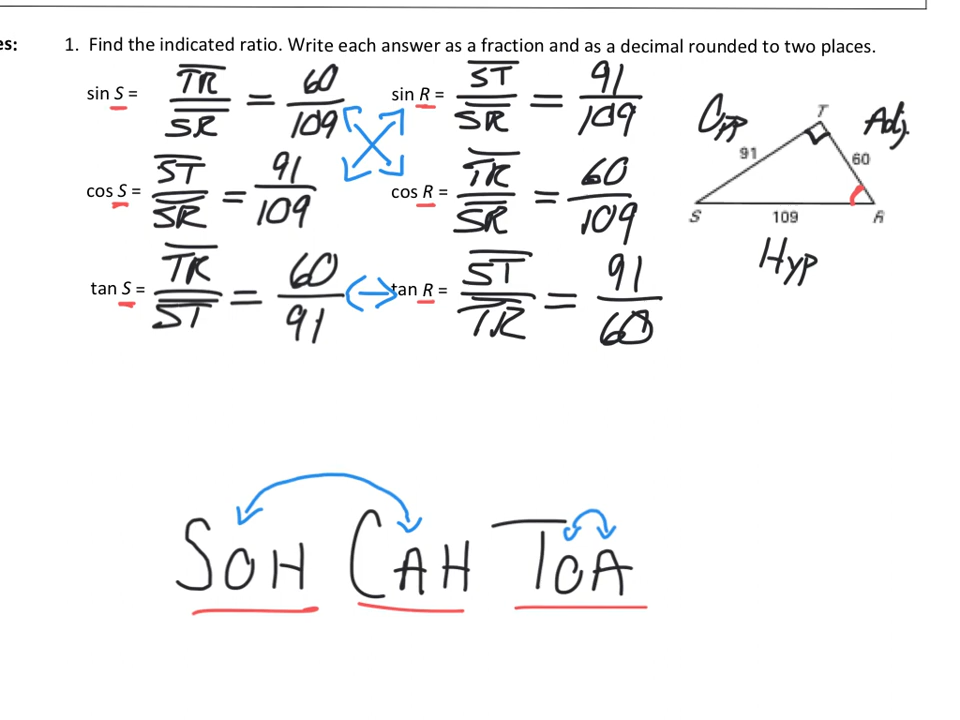 es: 1. Find the indicated ratio. Write each answer as a fraction and as a decimal rounded to two places.
sin S = TR/SR = 60/109 sin R = ST/SR = 91/109
cos S = ST/SR = 91/109 cos R = TR/SR = 60/109
tan S = TR/ST = 60/91 tan R = ST/TR = 91/60
Opp T Adj.
91 60
S 109 R
Hyp
SOH CAH TOA